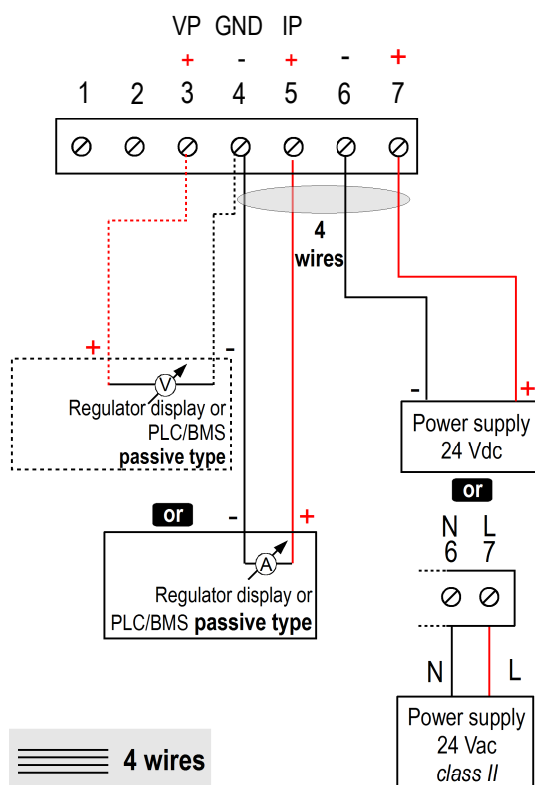 VP GND IP
+ - + - +
1 2 3 4 5 6 7
4
wires
+ -
V
Regulator display or
PLC/BMS
passive type
- +
Power supply
24 Vdc
or
or
- +
A
Regulator display or
PLC/BMS passive type
N L
6 7
N L
Power supply
24 Vac
class II
4 wires